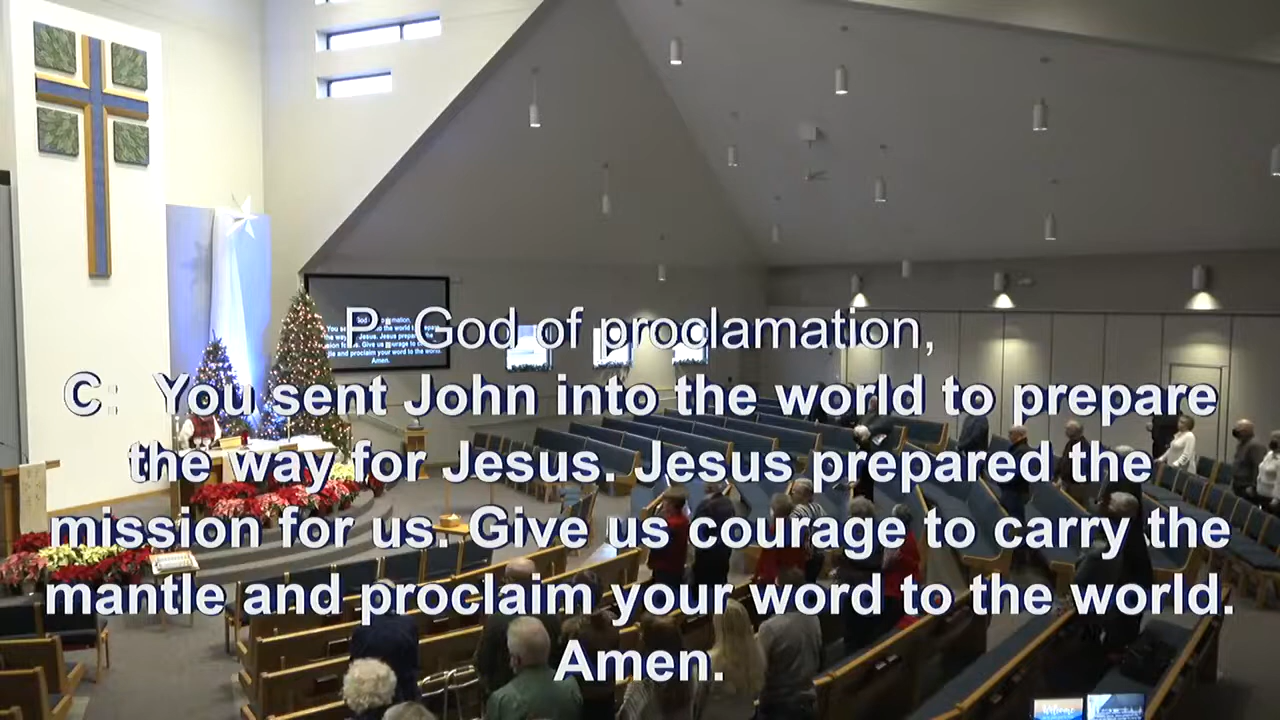 P: God of proclamation,
C: You sent John into the world to prepare
the way for Jesus. Jesus prepared the
mission for us. Give us courage to carry the
mantle and proclaim your word to the world.
Amen.
Welcome